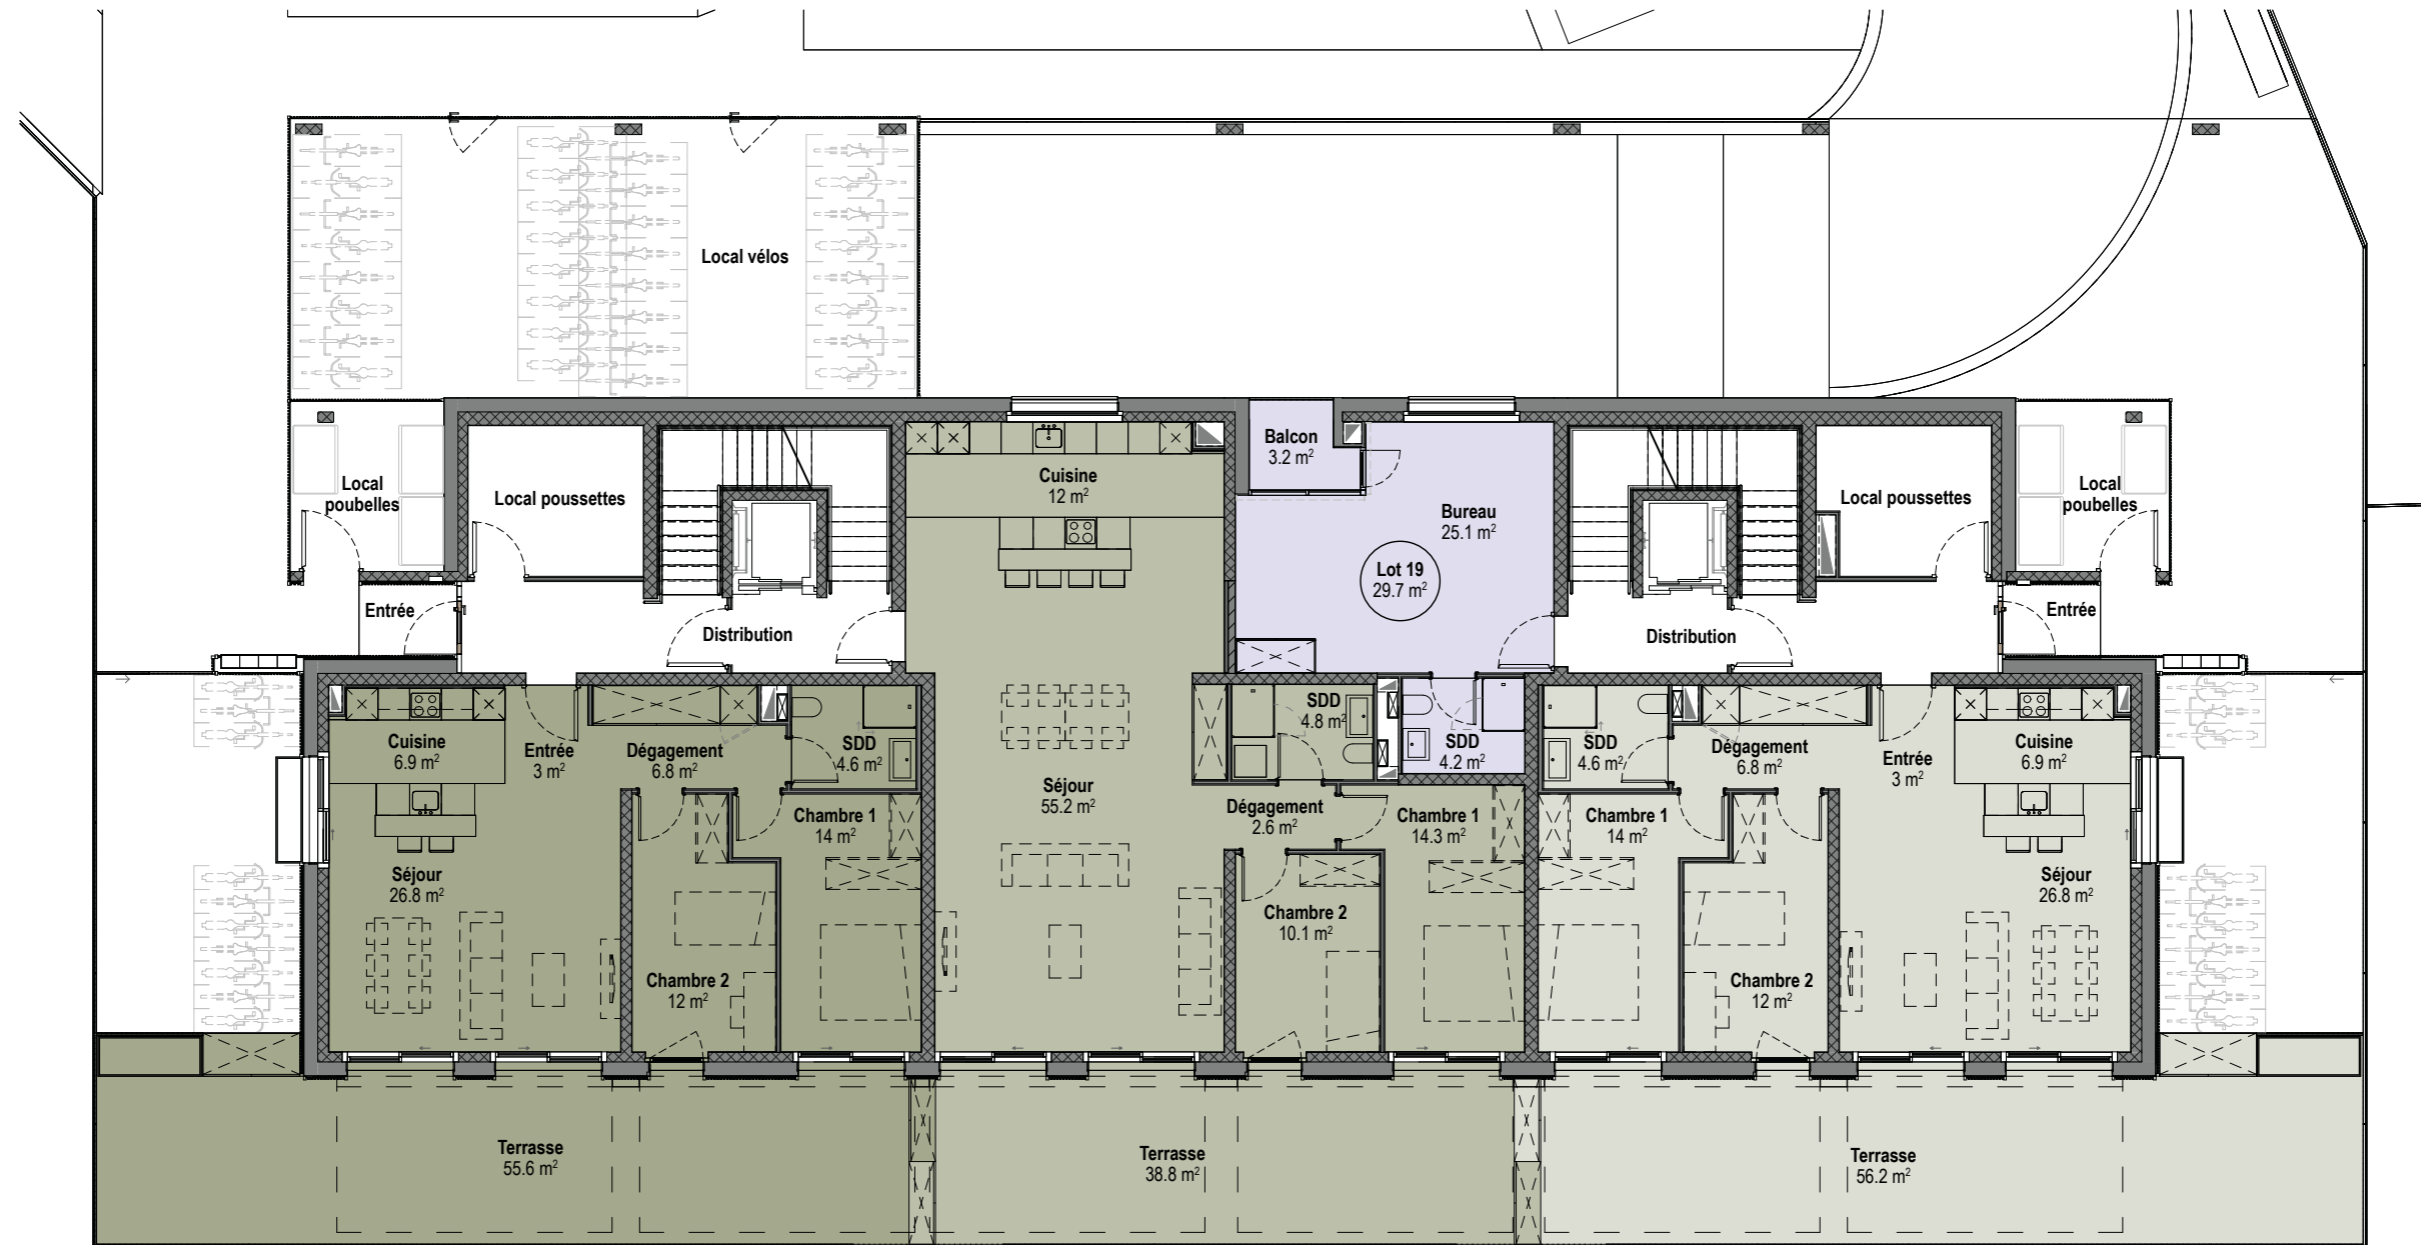 Local vélos
Balcon
3.2 m²
Cuisine
12 m²
Local
poubelles
Local poussettes
Bureau
25.1 m²
Local poussettes
Local
poubelles
Lot 19
29.7 m²
Entrée
Distribution
Distribution
Entrée
SDD
4.8 m²
Cuisine
6.9 m²
Entrée
3 m²
Dégagement
6.8 m²
SDD
4.6 m²
SDD
4.2 m²
SDD
4.6 m²
Dégagement
6.8 m²
Entrée
3 m²
Cuisine
6.9 m²
Séjour
55.2 m²
Chambre 1
14 m²
Dégagement
2.6 m²
Chambre 1
14.3 m²
Chambre 1
14 m²
Séjour
26.8 m²
Séjour
26.8 m²
Chambre 2
10.1 m²
Chambre 2
12 m²
Chambre 2
12 m²
Terrasse
55.6 m²
Terrasse
38.8 m²
Terrasse
56.2 m²